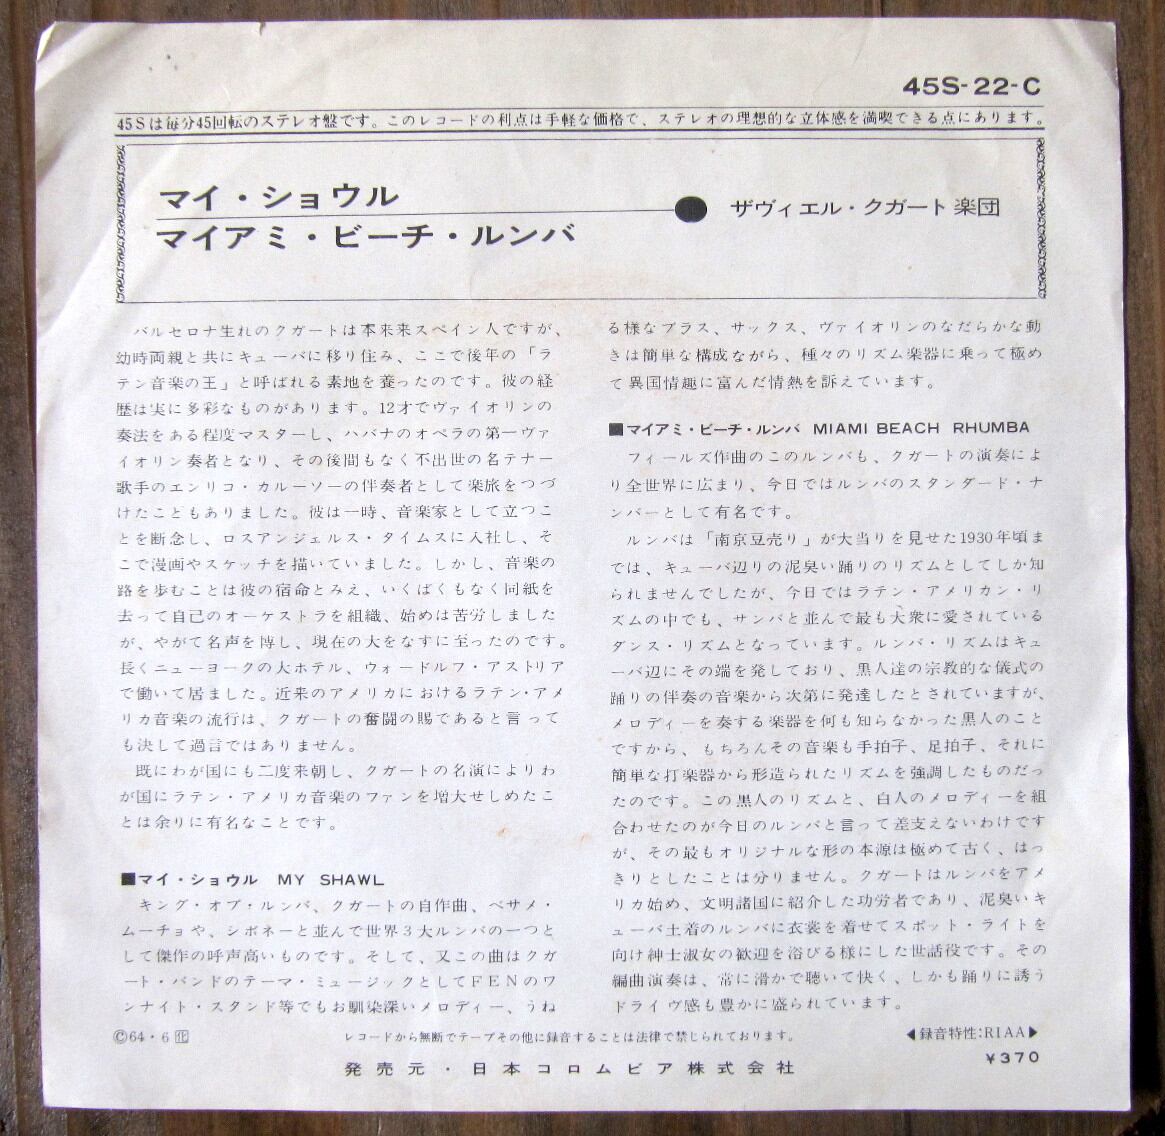 45S-22-C
45Sは毎分45回転のステレオ盤です。このレコードの利点は手軽な価格で、ステレオの理想的な立体感を満喫できる点にあります。
マイ・ショウル
マイアミ・ビーチ・ルンバ
●ザヴィエル・クガート楽団
バルセロナ生れのクガートは本来来スペイン人ですが、
幼時両親と共にキューバに移り住み、ここで後年の「ラ
テン音楽の王」と呼ばれる素地を養ったのです。彼の経
歴は実に多彩なものがあります。12才でヴァイオリンの
奏法をある程度マスターし、ハバナのオペラの第一ヴァ
イオリン奏者となり、その後間もなく不出世の名テナー
歌手のエンリコ・カルーソーの伴奏者として楽旅をつづ
けたこともありました。彼は一時、音楽家として立つこ
とを断念し、ロスアンジェルス・タイムスに入社し、そ
こで漫画やスケッチを描いていました。しかし、音楽の
路を歩むことは彼の宿命とみえ、いくばくもなく同紙を
去って自己のオーケストラを組織、始めは苦労しました
が、やがて名声を博し、現在の大をなすに至ったのです。
長くニューヨークの大ホテル、ウォードルフ・アストリア
で働いて居ました。近来のアメリカにおけるラテン・アメ
リカ音楽の流行は、クガートの奮闘の賜であると言って
も決して過言ではありません。
既にわが国にも二度来朝し、クガートの名演によりわ
が国にラテン・アメリカ音楽のファンを増大せしめたこ
とは余りに有名なことです。
■マイ・ショウル MY SHAWL
キング・オブ・ルンバ、クガートの自作曲、ベサメ・
ムーチョや、シボネーと並んで世界3大ルンバの一つと
して傑作の呼声高いものです。そして、又この曲はクガ
ート・バンドのテーマ・ミュージックとしてFENのワ
ンナイト・スタンド等でもお馴染深いメロディー、うね
る様なブラス、サックス、ヴァイオリンのなだらかな動
きは簡単な構成ながら、種々のリズム楽器に乗って極め
て異国情趣に富んだ情熱を訴えています。
■マイアミ・ビーチ・ルンバ MIAMI BEACH RHUMBA
フィールズ作曲のこのルンバも、クガートの演奏によ
り全世界に広まり、今日ではルンバのスタンダード・ナ
ンバーとして有名です。
ルンバは「南京豆売り」が大当りを見せた1930年頃ま
では、キューバ辺りの泥臭い踊りのリズムとしてしか知
られませんでしたが、今日ではラテン・アメリカン・リ
ズムの中でも、サンバと並んで最も大衆に愛されている
ダンス・リズムとなっています。ルンバ・リズムはキュ
ーバ辺にその端を発しており、黒人達の宗教的な儀式の
踊りの伴奏の音楽から次第に発達したとされていますが、
メロディーを奏する楽器を何も知らなかった黒人のこと
ですから、もちろんその音楽も手拍子、足拍子、それに
簡単な打楽器から形造られたリズムを強調したものだっ
たのです。この黒人のリズムと、白人のメロディーを組
合わせたのが今日のルンバと言って差支えないわけです
が、その最もオリジナルな形の本源は極めて古く、はっ
きりとしたことは分りません。クガートはルンバをアメ
リカ始め、文明諸国に紹介した功労者であり、泥臭いキ
ューバ土着のルンバに衣裳を着せてスポット・ライトを
向け紳士淑女の歓迎を浴びる様にした世話役です。その
編曲演奏は、常に滑かで聴いて快く、しかも踊りに誘う
ドライヴ感も豊かに盛られています。
Ⓒ64・6 化
レコードから無断でテープその他に録音することは法律で禁じられております。
◀録音特性:RIAA▶
¥370
発売元・日本コロムビア株式会社